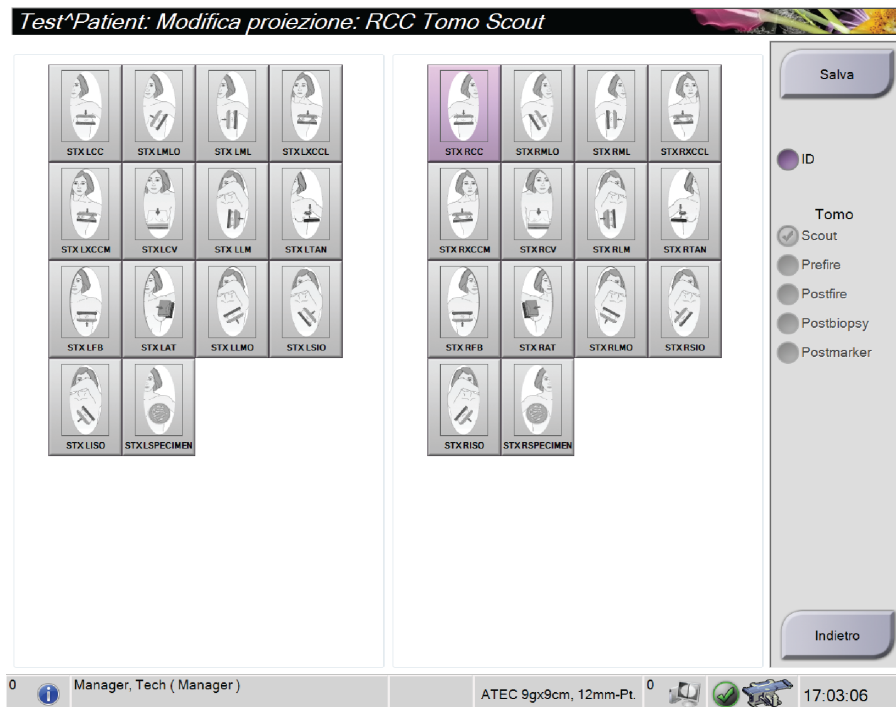 Test^Patient: Modifica proiezione: RCC Tomo Scout
STX LCC STX LMLO STX LML STX LXCCL
STX LXCCM STX LCV STX LLM STX LTAN
STX LFB STX LAT STX LLMO STX LSIO
STX LISO STX LSPECIMEN
STX RCC STX RMLO STX RML STX RXCCL
STX RXCCM STX RCV STX RLM STX RTAN
STX RFB STX RAT STX RLMO STX RSIO
STX RISO STX RSPECIMEN
Salva
ID
Tomo
Scout
Prefire
Postfire
Postbiopsy
Postmarker
Indietro
0 Manager, Tech ( Manager ) ATEC 9gx9cm, 12mm-Pt. 0 17:03:06